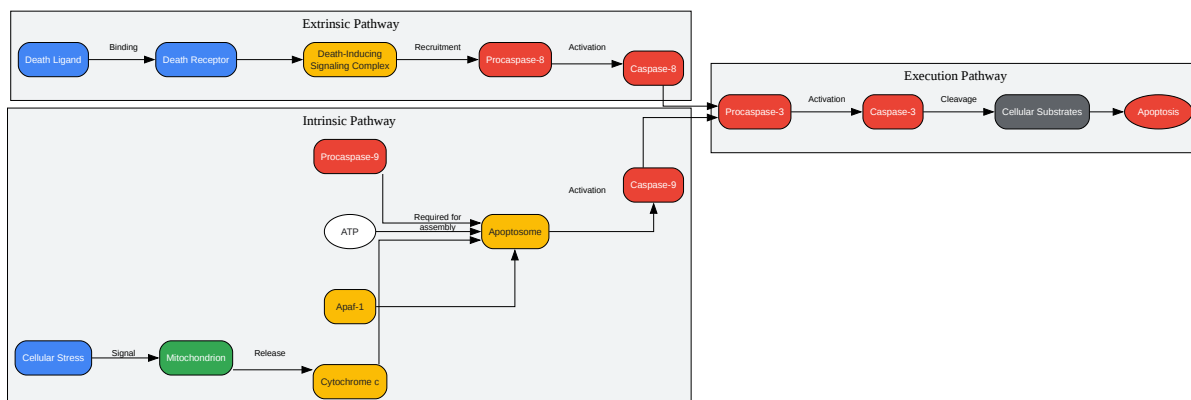 Extrinsic Pathway
Death Ligand
Binding
Death Receptor
Death-Inducing
Signaling Complex
Recruitment
Procaspase-8
Activation
Caspase-8
Execution Pathway
Procaspase-3
Activation
Caspase-3
Cleavage
Cellular Substrates
Apoptosis
Intrinsic Pathway
Procaspase-9
ATP
Required for
assembly
Apoptosome
Activation
Caspase-9
Apaf-1
Cellular Stress
Signal
Mitochondrion
Release
Cytochrome c